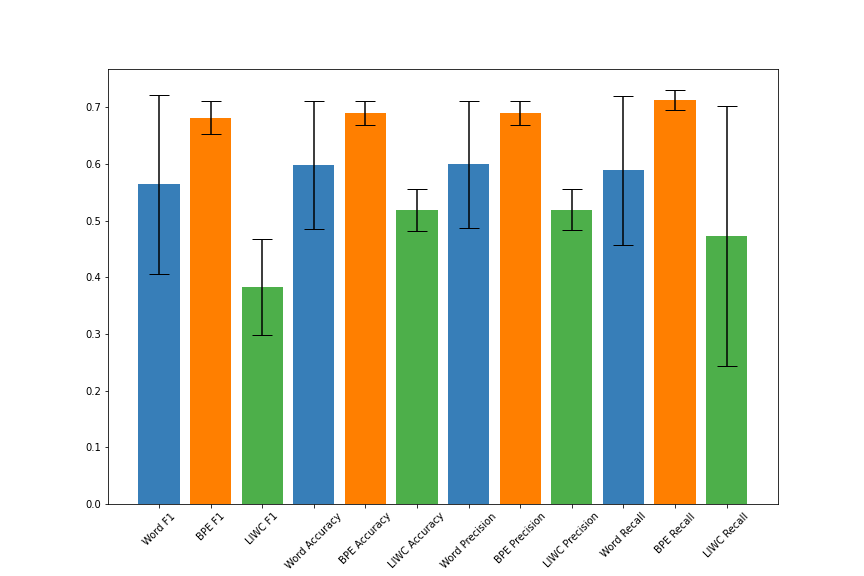 0.7
0.6
0.5
0.4
0.3
0.2
0.1
0.0
Word F1
BPE F1
LIWC F1
Word Accuracy
BPE Accuracy
LIWC Accuracy
Word Precision
BPE Precision
LIWC Precision
Word Recall
BPE Recall
LIWC Recall